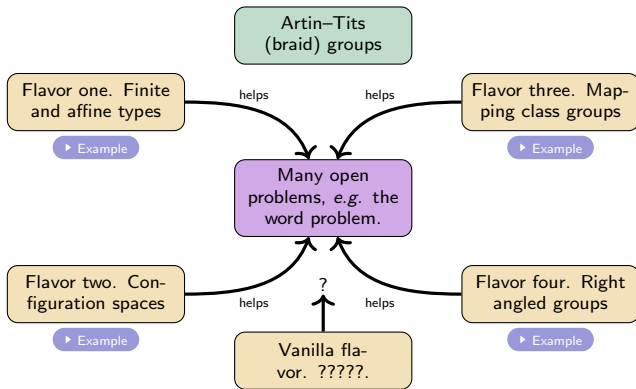 Artin–Tits
(braid) groups
Flavor one. Finite
and affine types
helps
helps
Flavor three. Map-
ping class groups
Example
Example
Many open
problems, e.g. the
word problem.
Flavor two. Con-
figuration spaces
?
Flavor four. Right
angled groups
helps
helps
Example
Example
Vanilla fla-
vor. ?????.